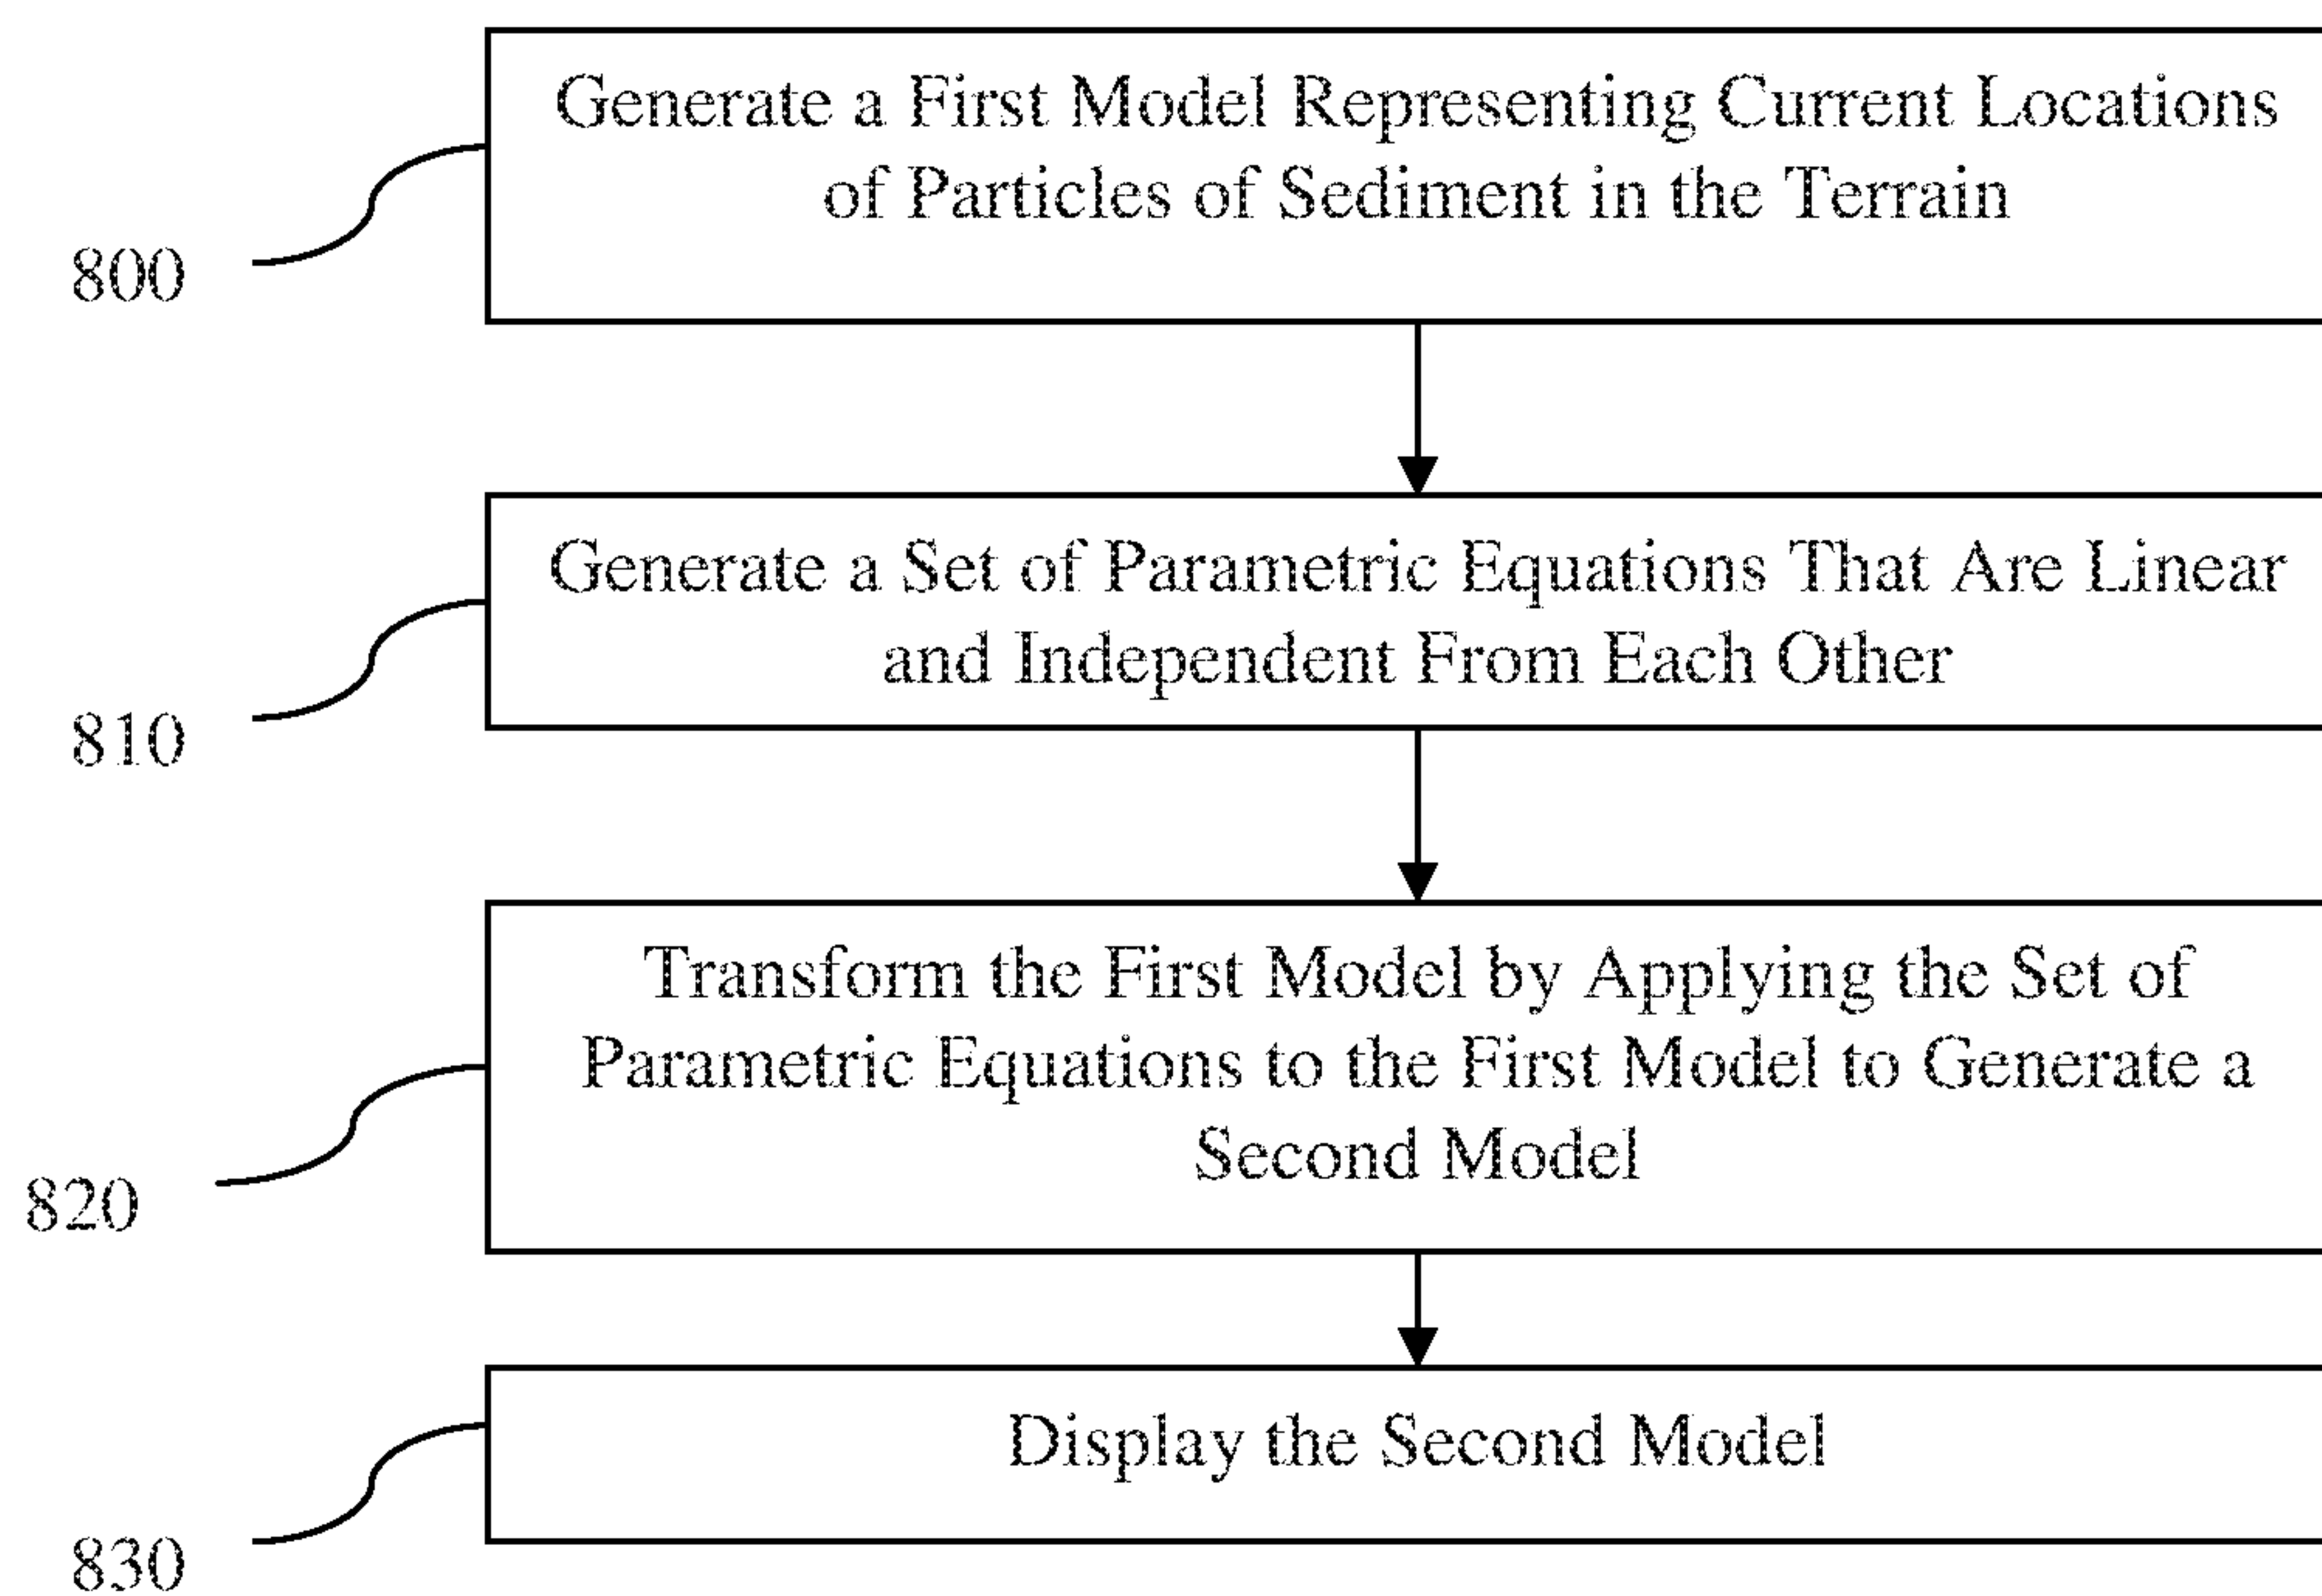 Generate a First Model Representing Current Locations
of Particles of Sediment in the Terrain
800
Generate a Set of Parametric Equations That Are Linear
and Independent From Each Other
810
Transform the First Model by Applying the Set of
Parametric Equations to the First Model to Generate a
Second Model
820
Display the Second Model
830